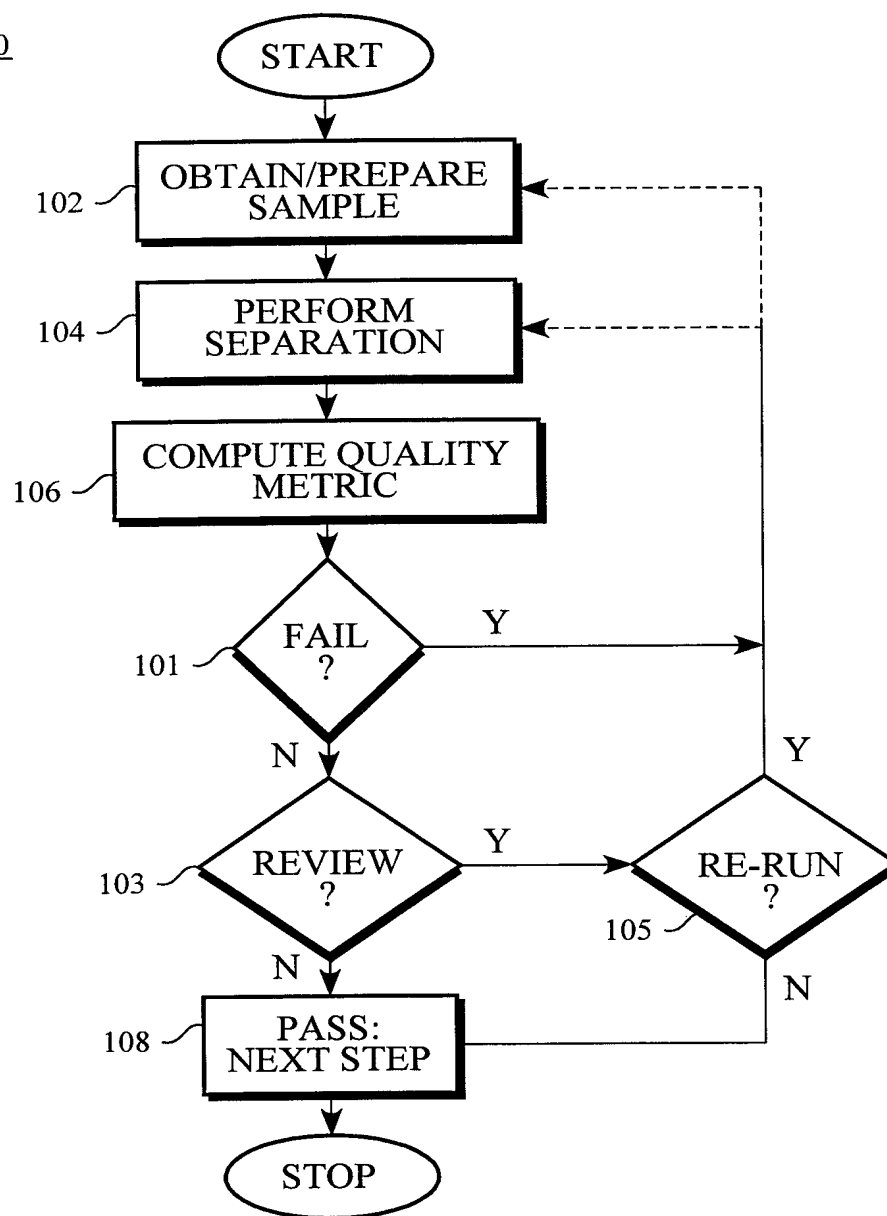 0
START
102
OBTAIN/PREPARE
SAMPLE
104
PERFORM
SEPARATION
106
COMPUTE QUALITY
METRIC
101
FAIL
?
Y
N
Y
103
REVIEW
?
Y
RE-RUN
?
105
N
N
108
PASS:
NEXT STEP
STOP